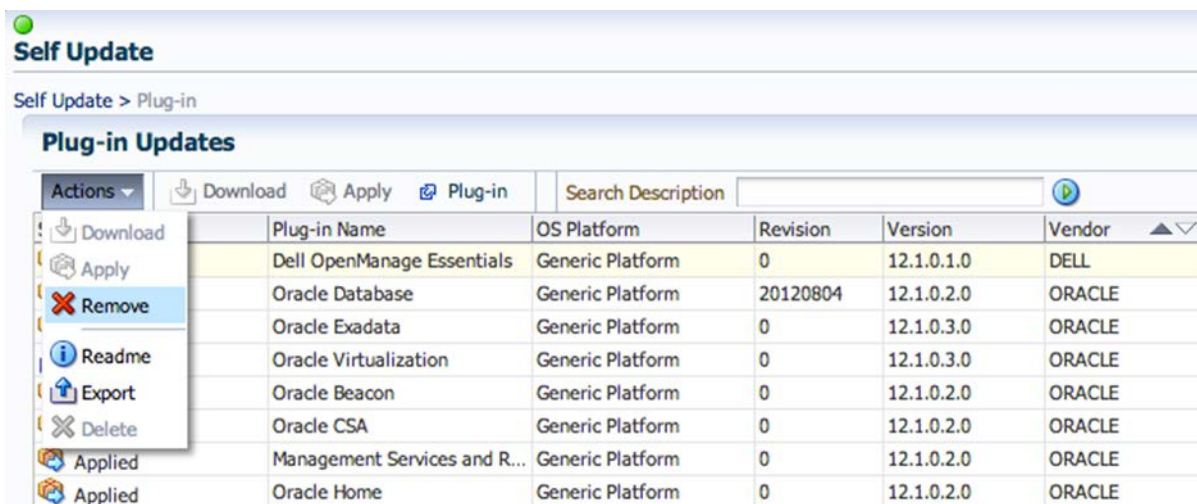 Self Update
Self Update > Plug-in
Plug-in Updates
Actions Download Apply Plug-in Search Description
Plug-in Name OS Platform Revision Version Vendor
Download
Apply
Remove
Readme
Export
Delete
Dell OpenManage Essentials Generic Platform 0 12.1.0.1.0 DELL
Oracle Database Generic Platform 20120804 12.1.0.2.0 ORACLE
Oracle Exadata Generic Platform 0 12.1.0.3.0 ORACLE
Oracle Virtualization Generic Platform 0 12.1.0.3.0 ORACLE
Oracle Beacon Generic Platform 0 12.1.0.2.0 ORACLE
Oracle CSA Generic Platform 0 12.1.0.2.0 ORACLE
Applied Management Services and R... Generic Platform 0 12.1.0.2.0 ORACLE
Applied Oracle Home Generic Platform 0 12.1.0.2.0 ORACLE